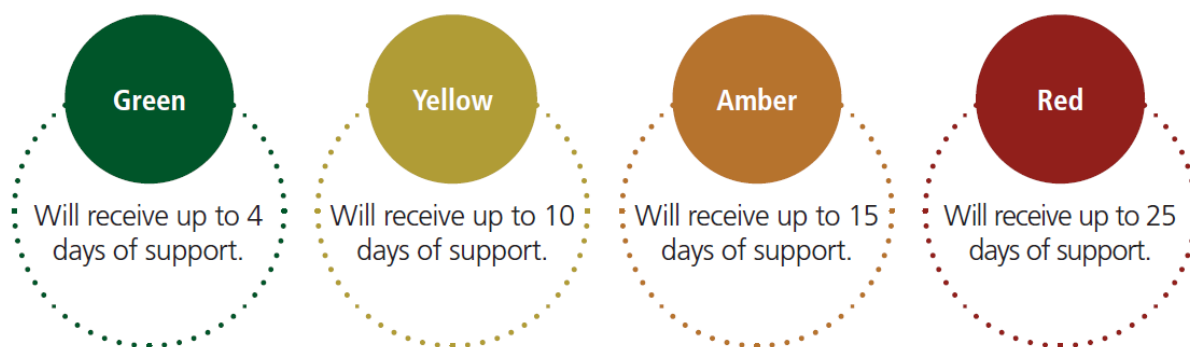 Green
Will receive up to 4
days of support.
Yellow
Will receive up to 10
days of support.
Amber
Will receive up to 15
days of support.
Red
Will receive up to 25
days of support.